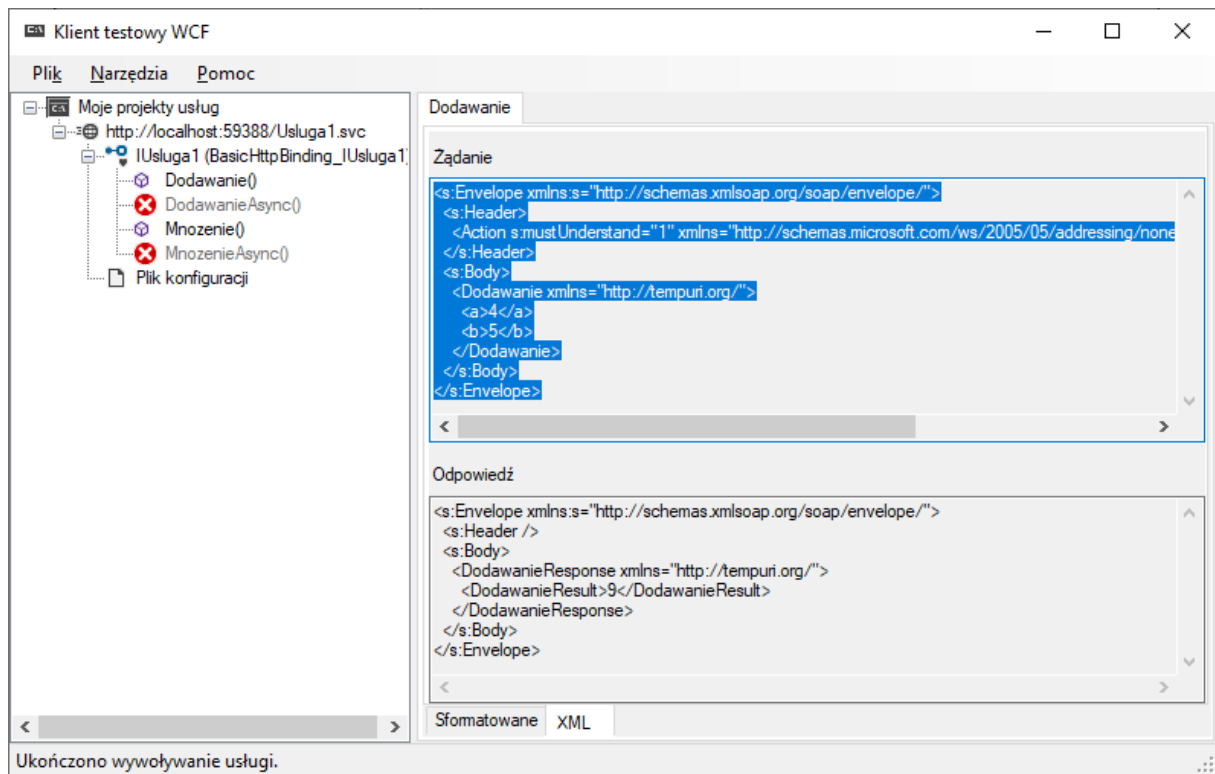 Klient testowy WCF
Plik Narzędzia Pomoc
Moje projekty usług
http://localhost:59388/Usluga1.svc
IUsluga1 (BasicHttpBinding_IUsluga1)
Dodawanie()
DodawanieAsync()
Mnozenie()
MnozenieAsync()
Plik konfiguracji
Dodawanie
Żądanie
<s:Envelope xmlns:s="http://schemas.xmlsoap.org/soap/envelope/">
<s:Header>
<Action s:mustUnderstand="1" xmlns="http://schemas.microsoft.com/ws/2005/05/addressing/none
</s:Header>
<s:Body>
<Dodawanie xmlns="http://tempuri.org/">
<a>4</a>
<b>5</b>
</Dodawanie>
</s:Body>
</s:Envelope>
Odpowiedź
<s:Envelope xmlns:s="http://schemas.xmlsoap.org/soap/envelope/">
<s:Header />
<s:Body>
<DodawanieResponse xmlns="http://tempuri.org/">
<DodawanieResult>9</DodawanieResult>
</DodawanieResponse>
</s:Body>
</s:Envelope>
Sformatowane XML
Ukończono wywoływanie usługi.